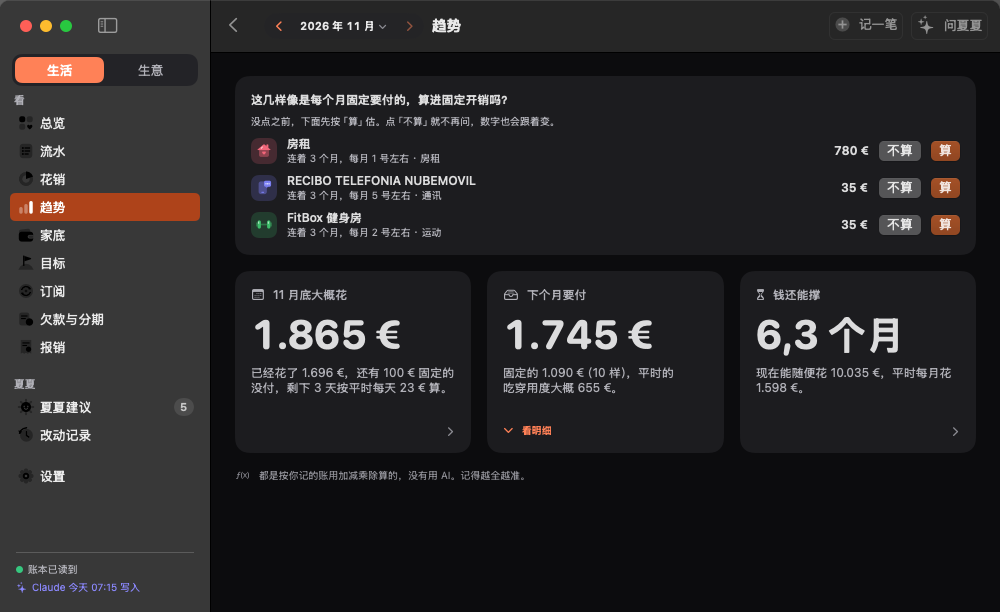 2026 年 11 月
趋势
记一笔
问夏夏
生活
生意
看
总览
流水
花销
趋势
家底
目标
订阅
欠款与分期
报销
夏夏
夏夏建议
5
改动记录
设置
账本已读到
Claude 今天 07:15 写入
这几样像是每个月固定要付的，算进固定开销吗？
没点之前，下面先按「算」估。点「不算」就不再问，数字也会跟着变。
房租
连着 3 个月，每月 1 号左右 · 房租
780 €
不算
算
RECIBO TELEFONIA NUBEMOVIL
连着 3 个月，每月 5 号左右 · 通讯
35 €
不算
算
FitBox 健身房
连着 3 个月，每月 2 号左右 · 运动
35 €
不算
算
11 月底大概花
1.865 €
已经花了 1.696 €，还有 100 € 固定的
没付，剩下 3 天按平时每天 23 € 算。
下个月要付
1.745 €
固定的 1.090 € (10 样)，平时的
吃穿用度大概 655 €。
看明细
钱还能撑
6,3 个月
现在能随便花 10.035 €，平时每月花
1.598 €。
f(x) 都是按你记的账用加减乘除算的，没有用 AI。记得越全越准。